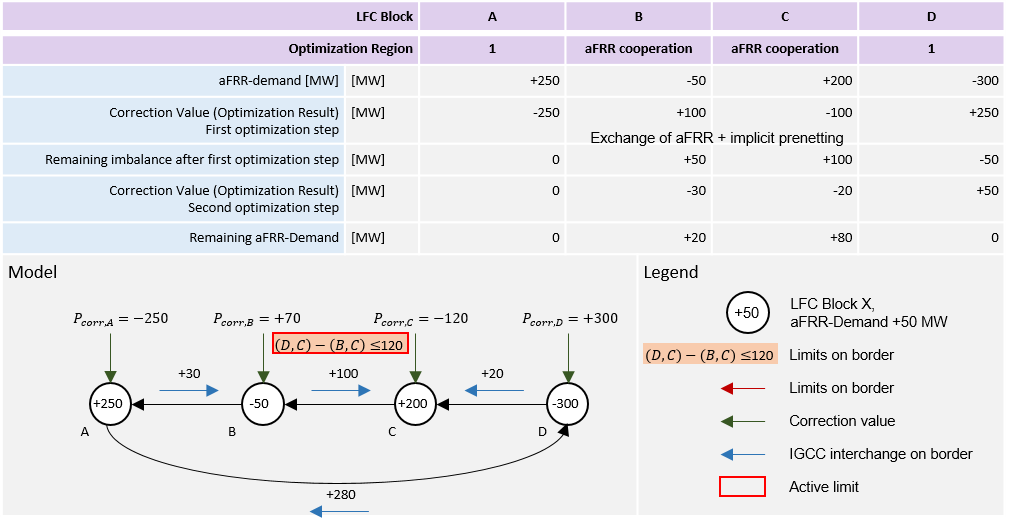 LFC Block A B C D
Optimization Region 1 aFRR cooperation aFRR cooperation 1
aFRR-demand [MW] [MW] +250 -50 +200 -300
Correction Value (Optimization Result) [MW] -250 +100 -100 +250
First optimization step
Exchange of aFRR + implicit prenetting
Remaining imbalance after first optimization step [MW] 0 +50 +100 -50
Correction Value (Optimization Result) [MW] 0 -30 -20 +50
Second optimization step
Remaining aFRR-Demand [MW] 0 +20 +80 0
Model
P_corr,A = −250 P_corr,B = +70 P_corr,C = −120 P_corr,D = +300
(D, C) − (B, C) ≤120
+30 +100 +20
+250 -50 +200 -300
A B C D
+280
Legend
+50
LFC Block X,
aFRR-Demand +50 MW
(D, C) − (B, C) ≤120 Limits on border
Limits on border
Correction value
IGCC interchange on border
Active limit